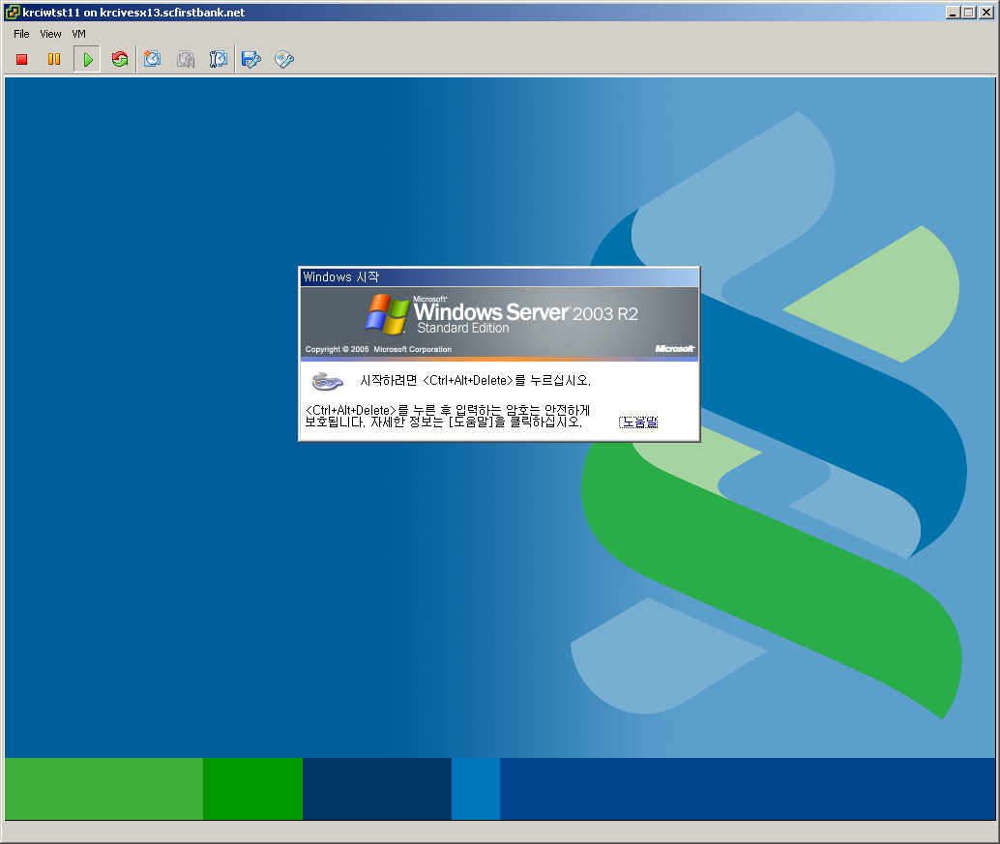 krciwtst11 on krcivesx13.scfirstbank.net
File View VM
Windows 시작
Microsoft
Windows Server 2003 R2
Standard Edition
Copyright © 2005 Microsoft Corporation
Microsoft
시작하려면 <Ctrl+Alt+Delete>를 누르십시오.
<Ctrl+Alt+Delete>를 누른 후 입력하는 암호는 안전하게
보호됩니다. 자세한 정보는 [도움말]을 클릭하십시오.
도움말